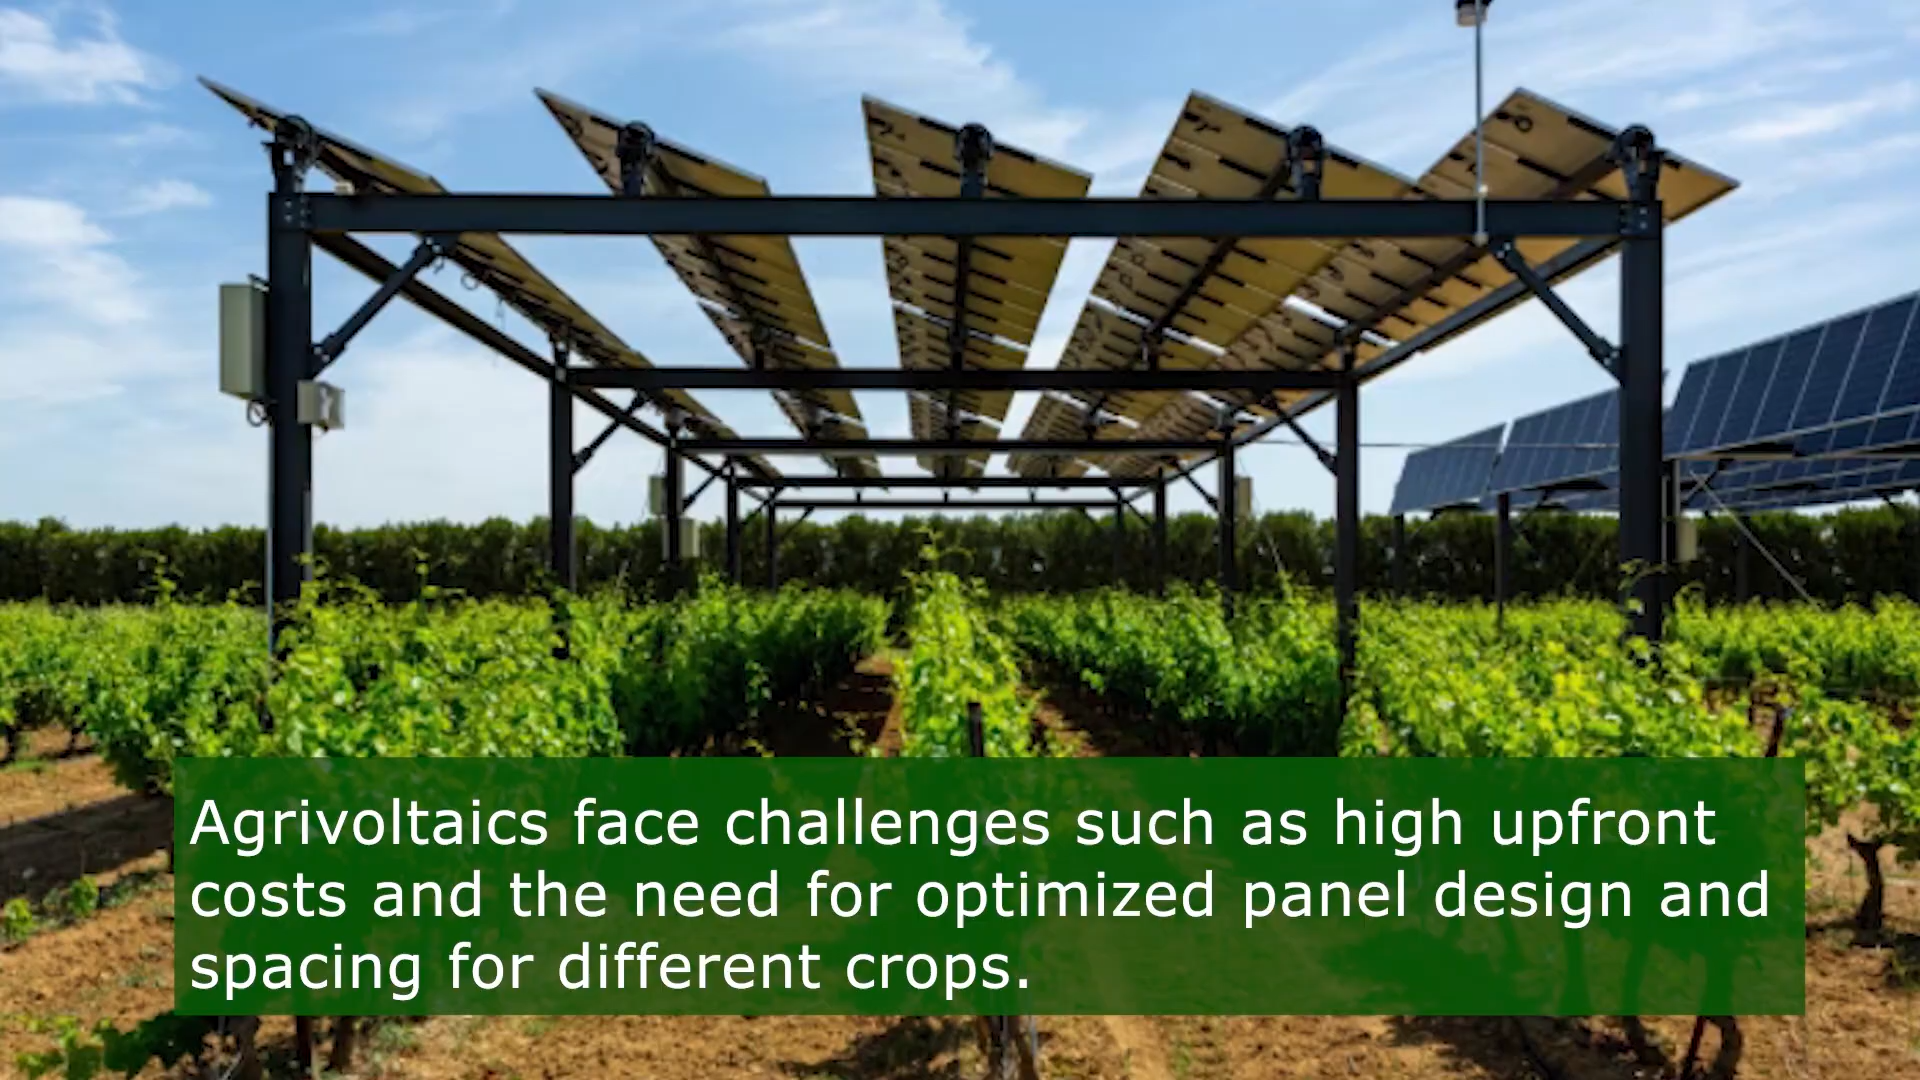 Agrivoltaics face challenges such as high upfront
costs and the need for optimized panel design and
spacing for different crops.